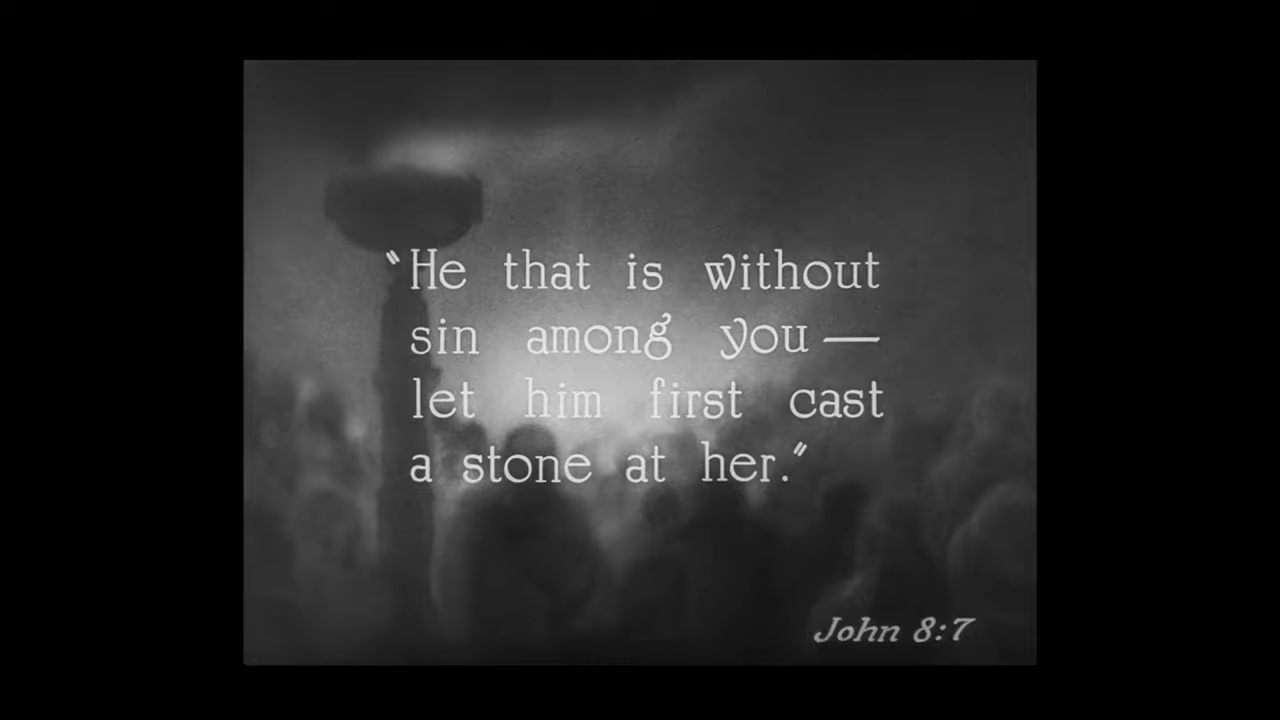 "He that is without
sin among you —
let him first cast
a stone at her."
John 8:7